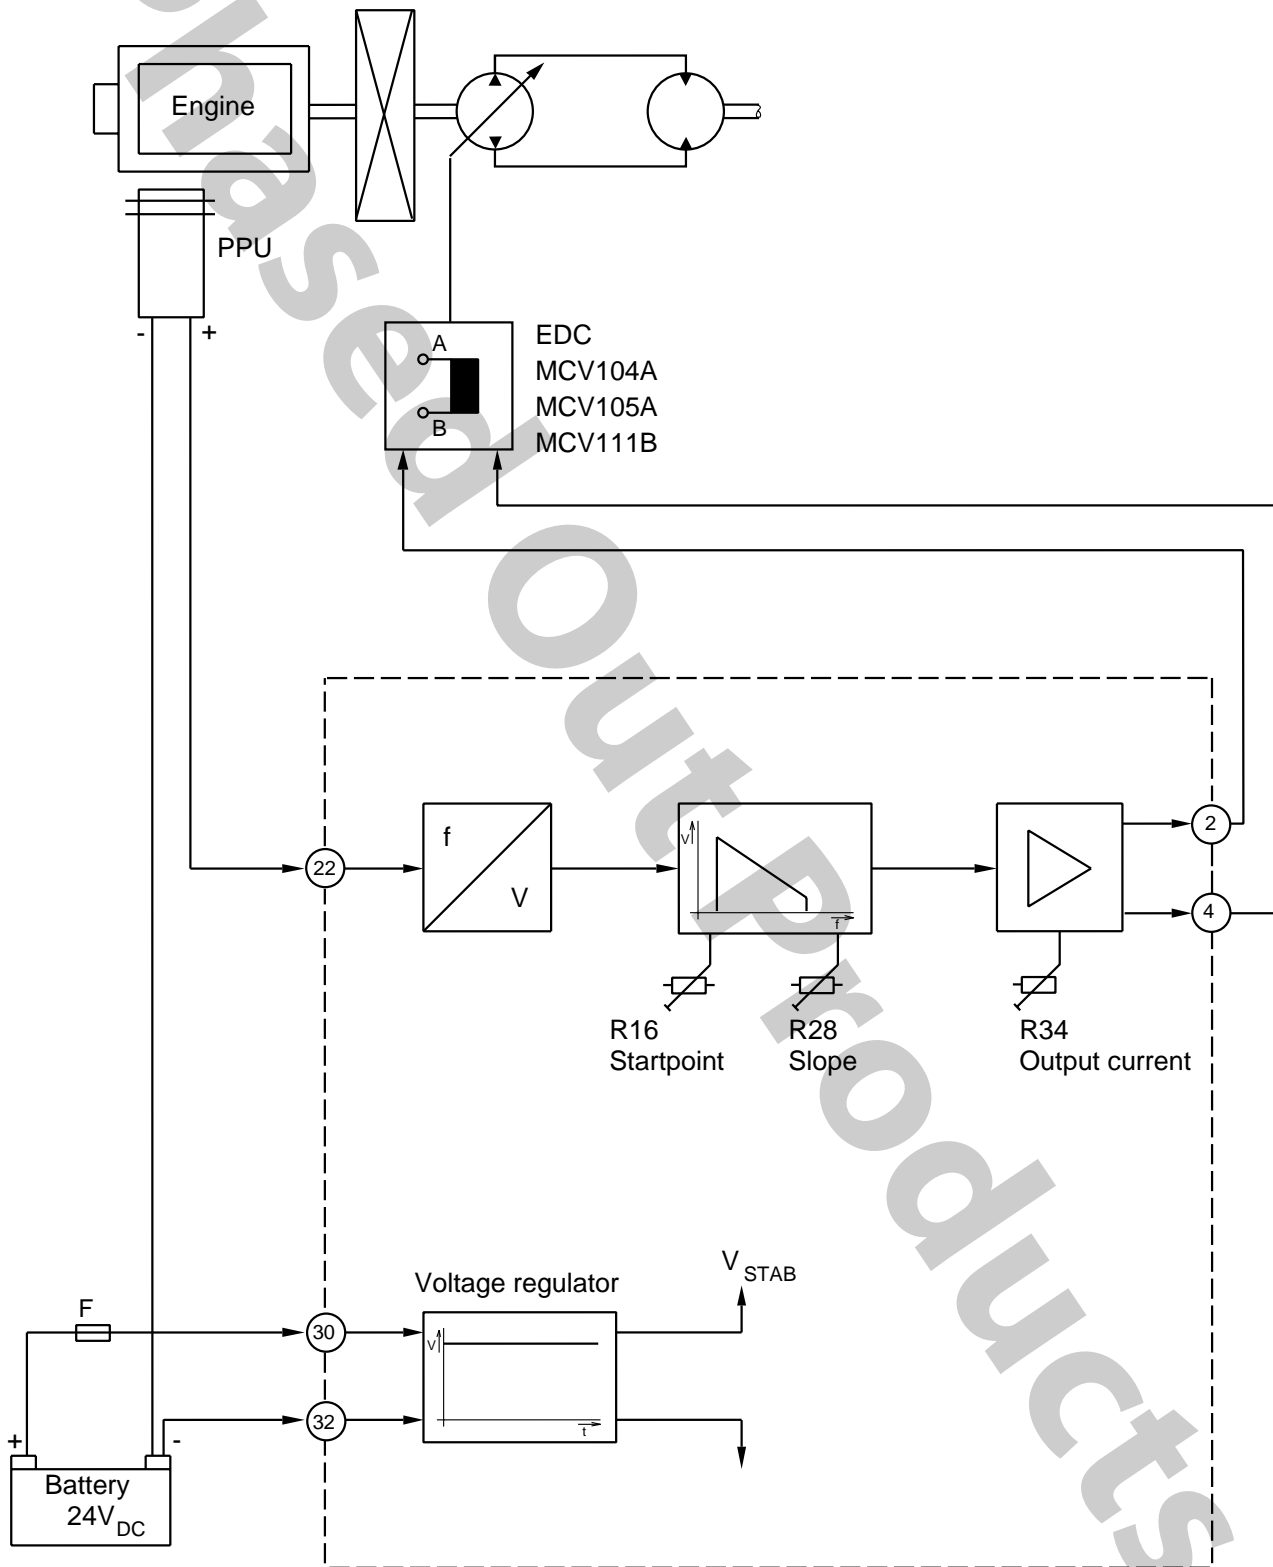 Engine
PPU
- +
A
B
EDC
MCV104A
MCV105A
MCV111B
f
V
V
f
22
2
4
R16
Startpoint
R28
Slope
R34
Output current
Voltage regulator
V STAB
F
30
32
V
t
+ -
Battery
24V DC
Phased Out Products